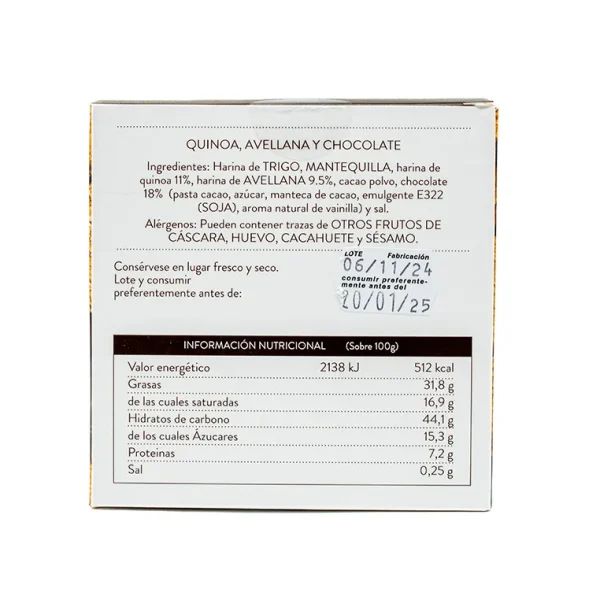 QUINOA, AVELLANA Y CHOCOLATE
Ingredientes: Harina de TRIGO, MANTEQUILLA, harina de
quinoa 11%, harina de AVELLANA 9.5%, cacao polvo, chocolate
18% (pasta cacao, azúcar, manteca de cacao, emulgente E322
(SOJA), aroma natural de vainilla) y sal.
Alérgenos: Pueden contener trazas de OTROS FRUTOS DE
CÁSCARA, HUEVO, CACAHUETE y SÉSAMO.
Consérvese en lugar fresco y seco.
Lote y consumir
preferentemente antes de:
LOTE Fabricación
06/11/24
consumir preferente-
mente antes del
20/01/25
INFORMACIÓN NUTRICIONAL (Sobre 100g)
Valor energético 2138 kJ 512 kcal
Grasas 31,8 g
de las cuales saturadas 16,9 g
Hidratos de carbono 44,1 g
de los cuales Ázucares 15,3 g
Proteinas 7,2 g
Sal 0,25 g